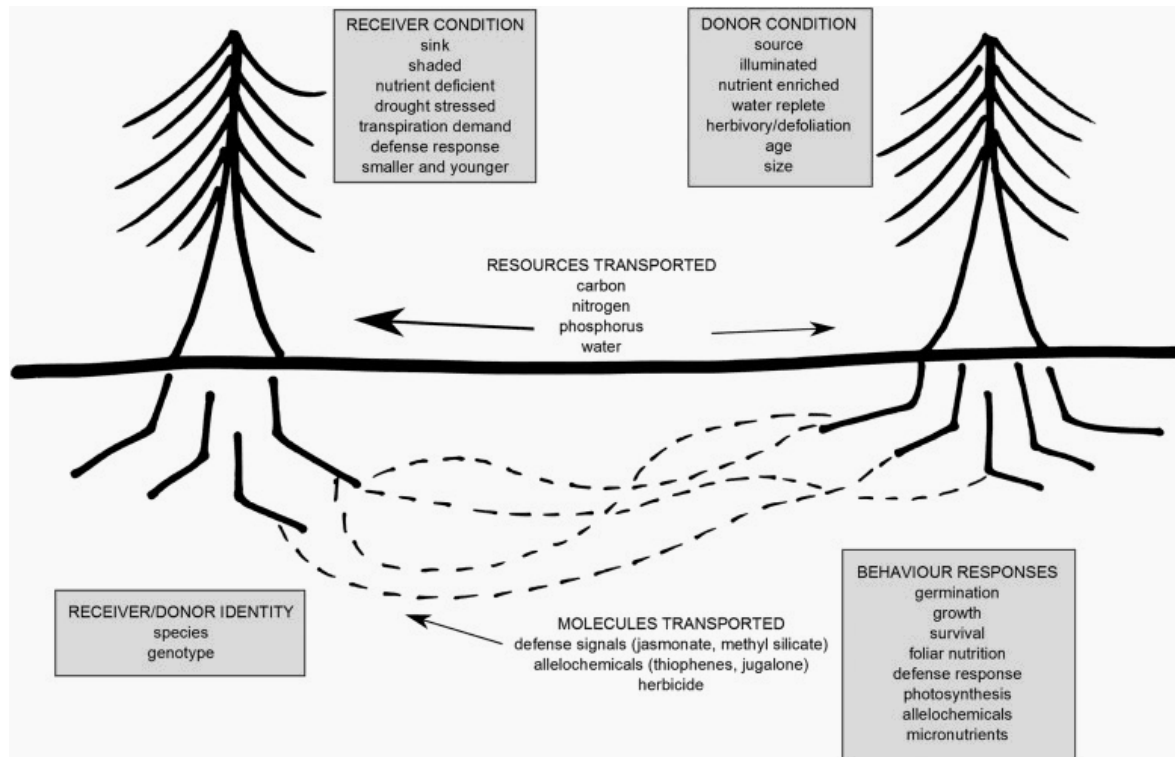 RECEIVER CONDITION
sink
shaded
nutrient deficient
drought stressed
transpiration demand
defense response
smaller and younger
DONOR CONDITION
source
illuminated
nutrient enriched
water replete
herbivory/defoliation
age
size
RESOURCES TRANSPORTED
carbon
nitrogen
phosphorus
water
RECEIVER/DONOR IDENTITY
species
genotype
MOLECULES TRANSPORTED
defense signals (jasmonate, methyl silicate)
allelochemicals (thiophenes, jugalone)
herbicide
BEHAVIOUR RESPONSES
germination
growth
survival
foliar nutrition
defense response
photosynthesis
allelochemicals
micronutrients